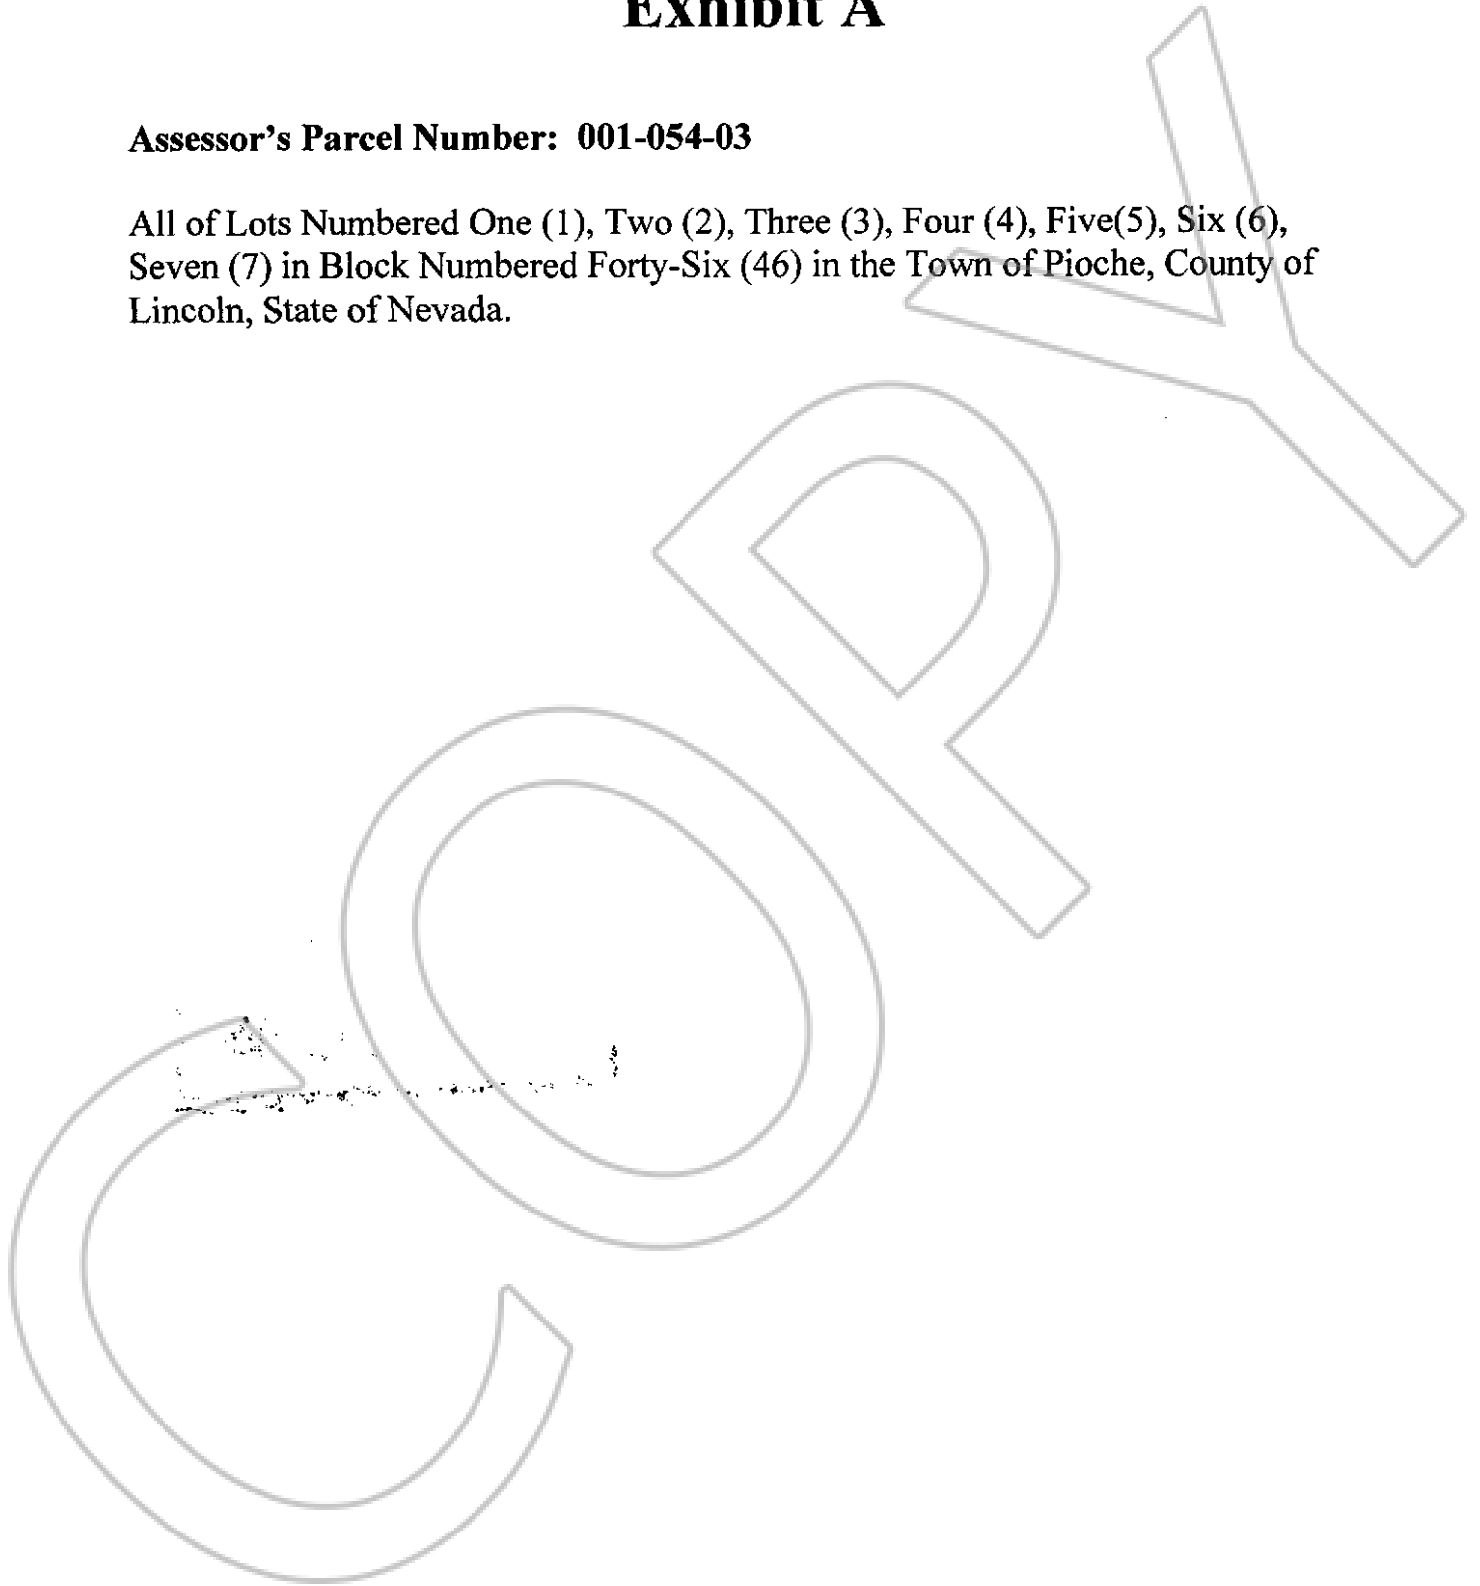 Exhibit A
Assessor's Parcel Number: 001-054-03
All of Lots Numbered One (1), Two (2), Three (3), Four (4), Five(5), Six (6),
Seven (7) in Block Numbered Forty-Six (46) in the Town of Pioche, County of
Lincoln, State of Nevada.
COPY